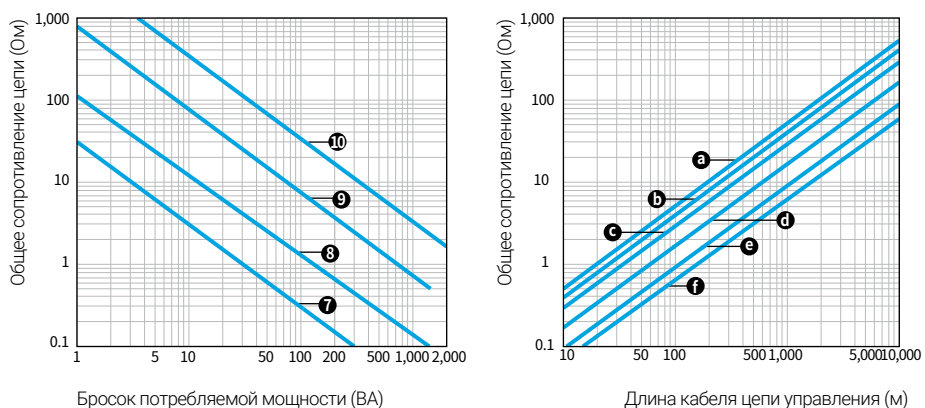 Общее сопротивление цепи (Ом)
1,000
100
10
1
0.1
10
9
8
7
1 5 10 50 100 200 500 1,000 2,000
Бросок потребляемой мощности (ВА)
Общее сопротивление цепи (Ом)
1,000
100
10
1
0.1
a
b
c
d
e
f
10 50 100 500 1,000 5,000 10,000
Длина кабеля цепи управления (м)